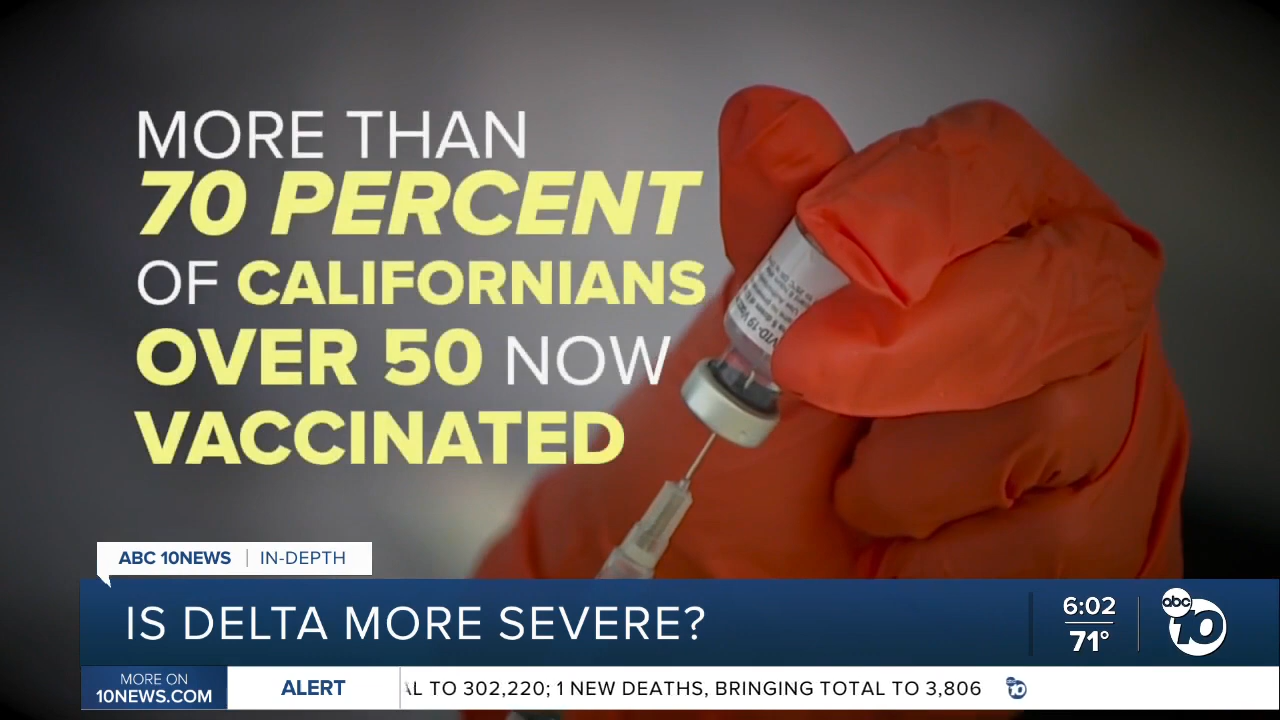 MORE THAN
70 PERCENT
OF CALIFORNIANS
OVER 50 NOW
VACCINATED
ABC 10NEWS | IN-DEPTH
IS DELTA MORE SEVERE?
6:02
71°
abc
10
MORE ON
10NEWS.COM
ALERT
AL TO 302,220; 1 NEW DEATHS, BRINGING TOTAL TO 3,806